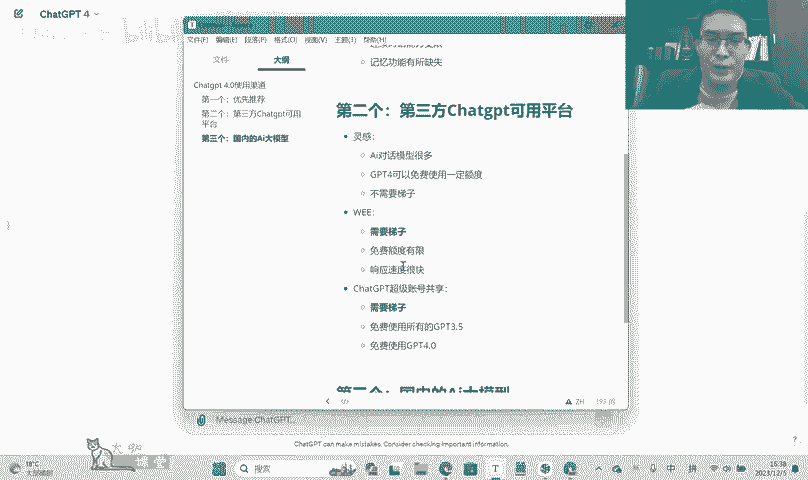 ChatGPT 4
文件(F) 编辑(E) 段落(P) 格式(O) 视图(V) 主题(T) 帮助(H)
文件 大纲
Chatgpt 4.0使用渠道
第一个：优先推荐
第二个：第三方Chatgpt可用
平台
第三个：国内的Ai大模型
记忆功能有所缺失
第二个：第三方Chatgpt可用平台
灵感：
Ai对话模型很多
GPT4可以免费使用一定额度
不需要梯子
WEE：
需要梯子
免费额度有限
响应速度很快
ChatGPT超级账号共享：
需要梯子
免费使用所有的GPT3.5
免费使用GPT4.0
第三个：国内的Ai大模型
ZH
195 词
Message ChatGPT...
ChatGPT can make mistakes. Consider checking important information.
课堂
18°C
搜索
中 拼
16:38
2023/12/5